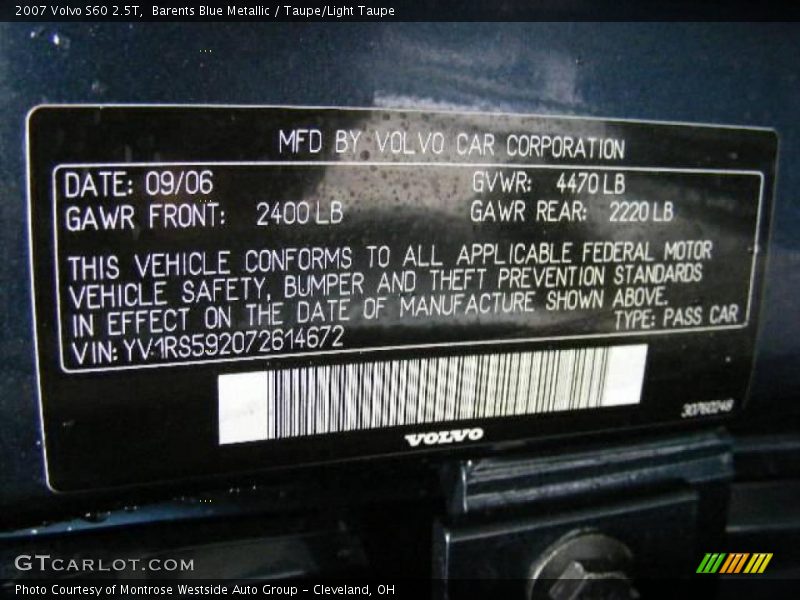 2007 Volvo S60 2.5T,  Barents Blue Metallic / Taupe/Light Taupe
MFD BY VOLVO CAR CORPORATION
DATE: 09/06 GVWR: 4470 LB
GAWR FRONT: 2400 LB GAWR REAR: 2220 LB
THIS VEHICLE CONFORMS TO ALL APPLICABLE FEDERAL MOTOR
VEHICLE SAFETY, BUMPER AND THEFT PREVENTION STANDARDS
IN EFFECT ON THE DATE OF MANUFACTURE SHOWN ABOVE.
TYPE: PASS CAR
VIN: YV1RS592072614672
VOLVO
GTCARLOT.COM
Photo Courtesy of Montrose Westside Auto Group - Cleveland, OH